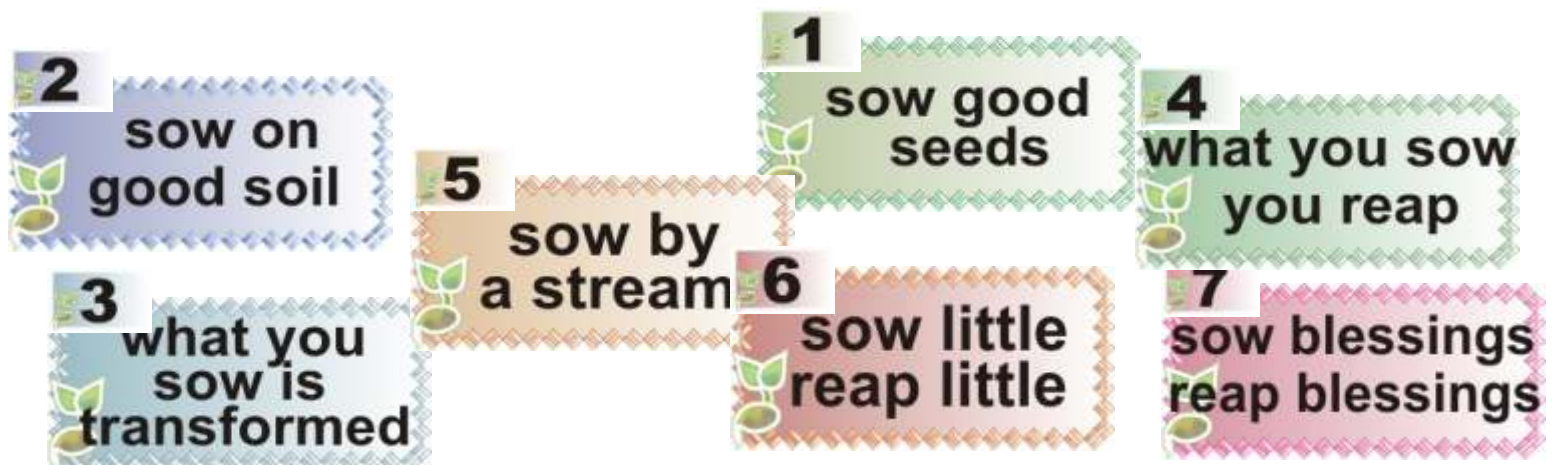 1
sow good
seeds
2
sow on
good soil
3
what you
sow is
transformed
4
what you sow
you reap
5
sow by
a stream
6
sow little
reap little
7
sow blessings
reap blessings